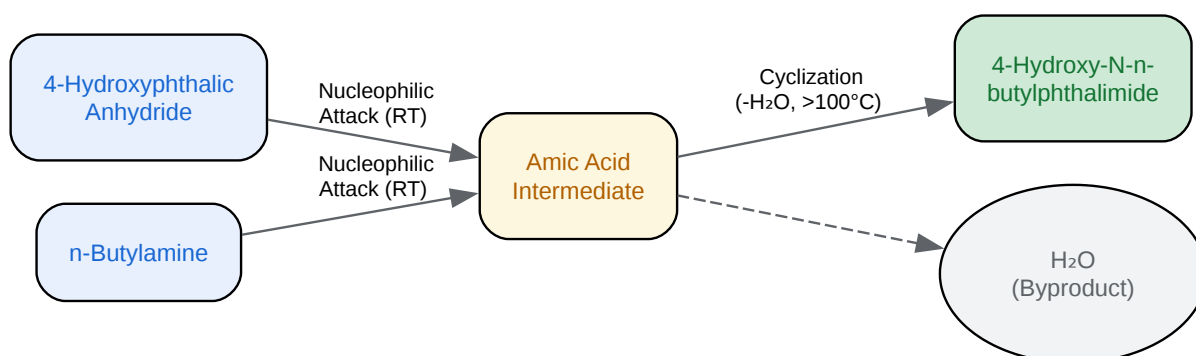 4-Hydroxyphthalic
Anhydride
Nucleophilic
Attack (RT)
Nucleophilic
Attack (RT)
n-Butylamine
Amic Acid
Intermediate
Cyclization
(-H₂O, >100°C)
4-Hydroxy-N-n-
butylphthalimide
H₂O
(Byproduct)